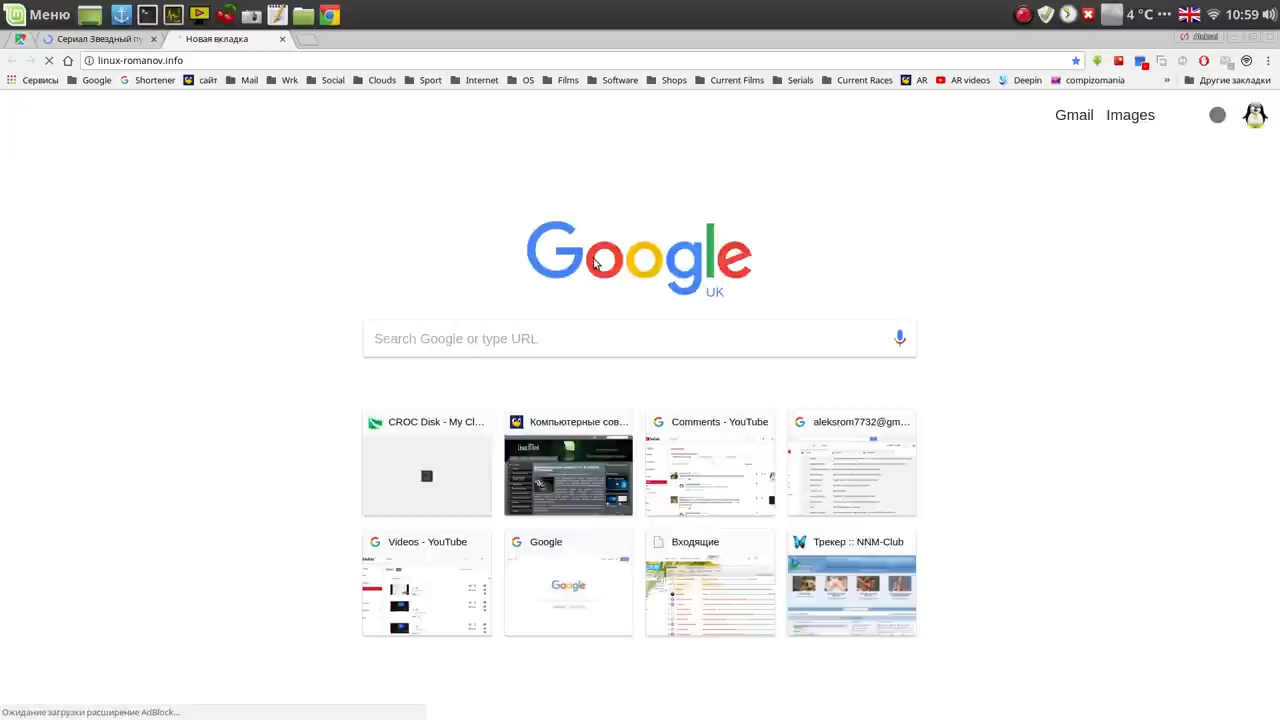 Меню
4 °C
10:59
Сериал Звездный пу
Новая вкладка
linux-romanov.info
Сервисы Google Shortener сайт Mail Wrk Social Clouds Sport Internet OS Films Software Shops Current Films Serials Current Races AR AR videos Deepin compizomania » Другие закладки
Gmail Images
Google
UK
Search Google or type URL
CROC Disk - My Cl...
Компьютерные сов...
Comments - YouTube
aleksrom7732@gm...
Videos - YouTube
Google
Входящие
Трекер :: NNM-Club
Ожидание загрузки расширение AdBlock...